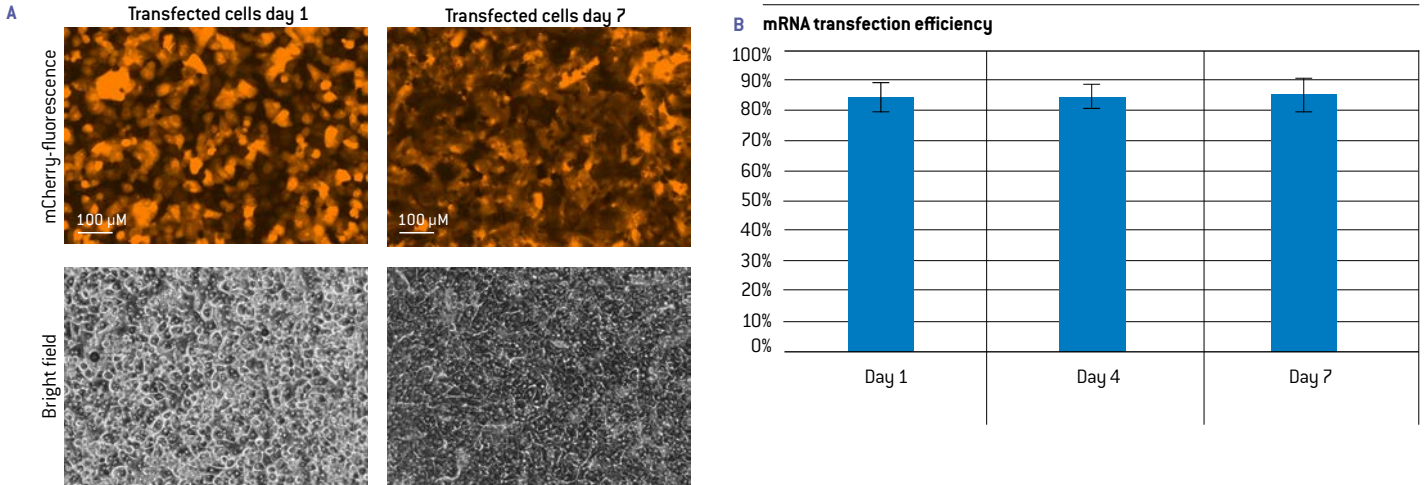 A
Transfected cells day 1
Transfected cells day 7
mCherry-fluorescence
100 µM
100 µM
Bright field
B mRNA transfection efficiency
100%
90%
80%
70%
60%
50%
40%
30%
20%
10%
0%
Day 1
Day 4
Day 7